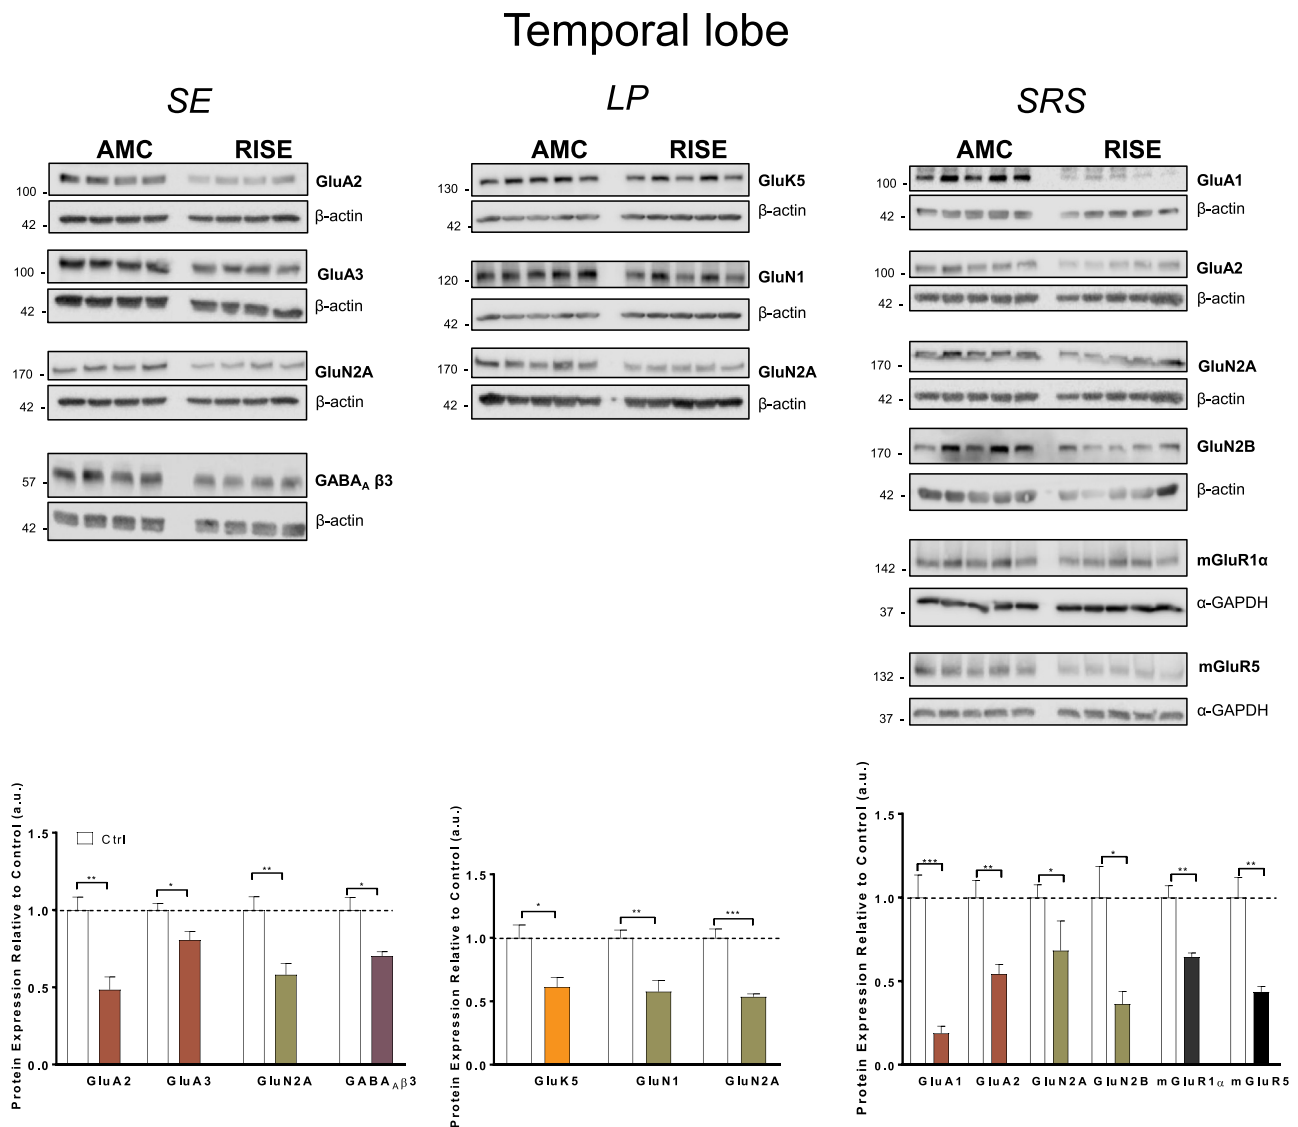 Temporal lobe
SE
AMC RISE
100 - GluA2
42 - β-actin
100 - GluA3
42 - β-actin
170 - GluN2A
42 - β-actin
57 - GABAA β3
42 - β-actin
LP
AMC RISE
130 - GluK5
42 - β-actin
120 - GluN1
42 - β-actin
170 - GluN2A
42 - β-actin
SRS
AMC RISE
100 - GluA1
42 - β-actin
100 - GluA2
42 - β-actin
170 - GluN2A
42 - β-actin
170 - GluN2B
42 - β-actin
142 - mGluR1α
37 - α-GAPDH
132 - mGluR5
37 - α-GAPDH
Protein Expression Relative to Control (a.u.)
1.5
1.0
0.5
0.0
Ctrl
** * ** *
GluA2 GluA3 GluN2A GABAAβ3
Protein Expression Relative to Control (a.u.)
1.5
1.0
0.5
0.0
* ** ***
GluK5 GluN1 GluN2A
Protein Expression Relative to Control (a.u.)
1.5
1.0
0.5
0.0
*** ** * * ** **
GluA1 GluA2 GluN2A GluN2B mGluR1α mGluR5